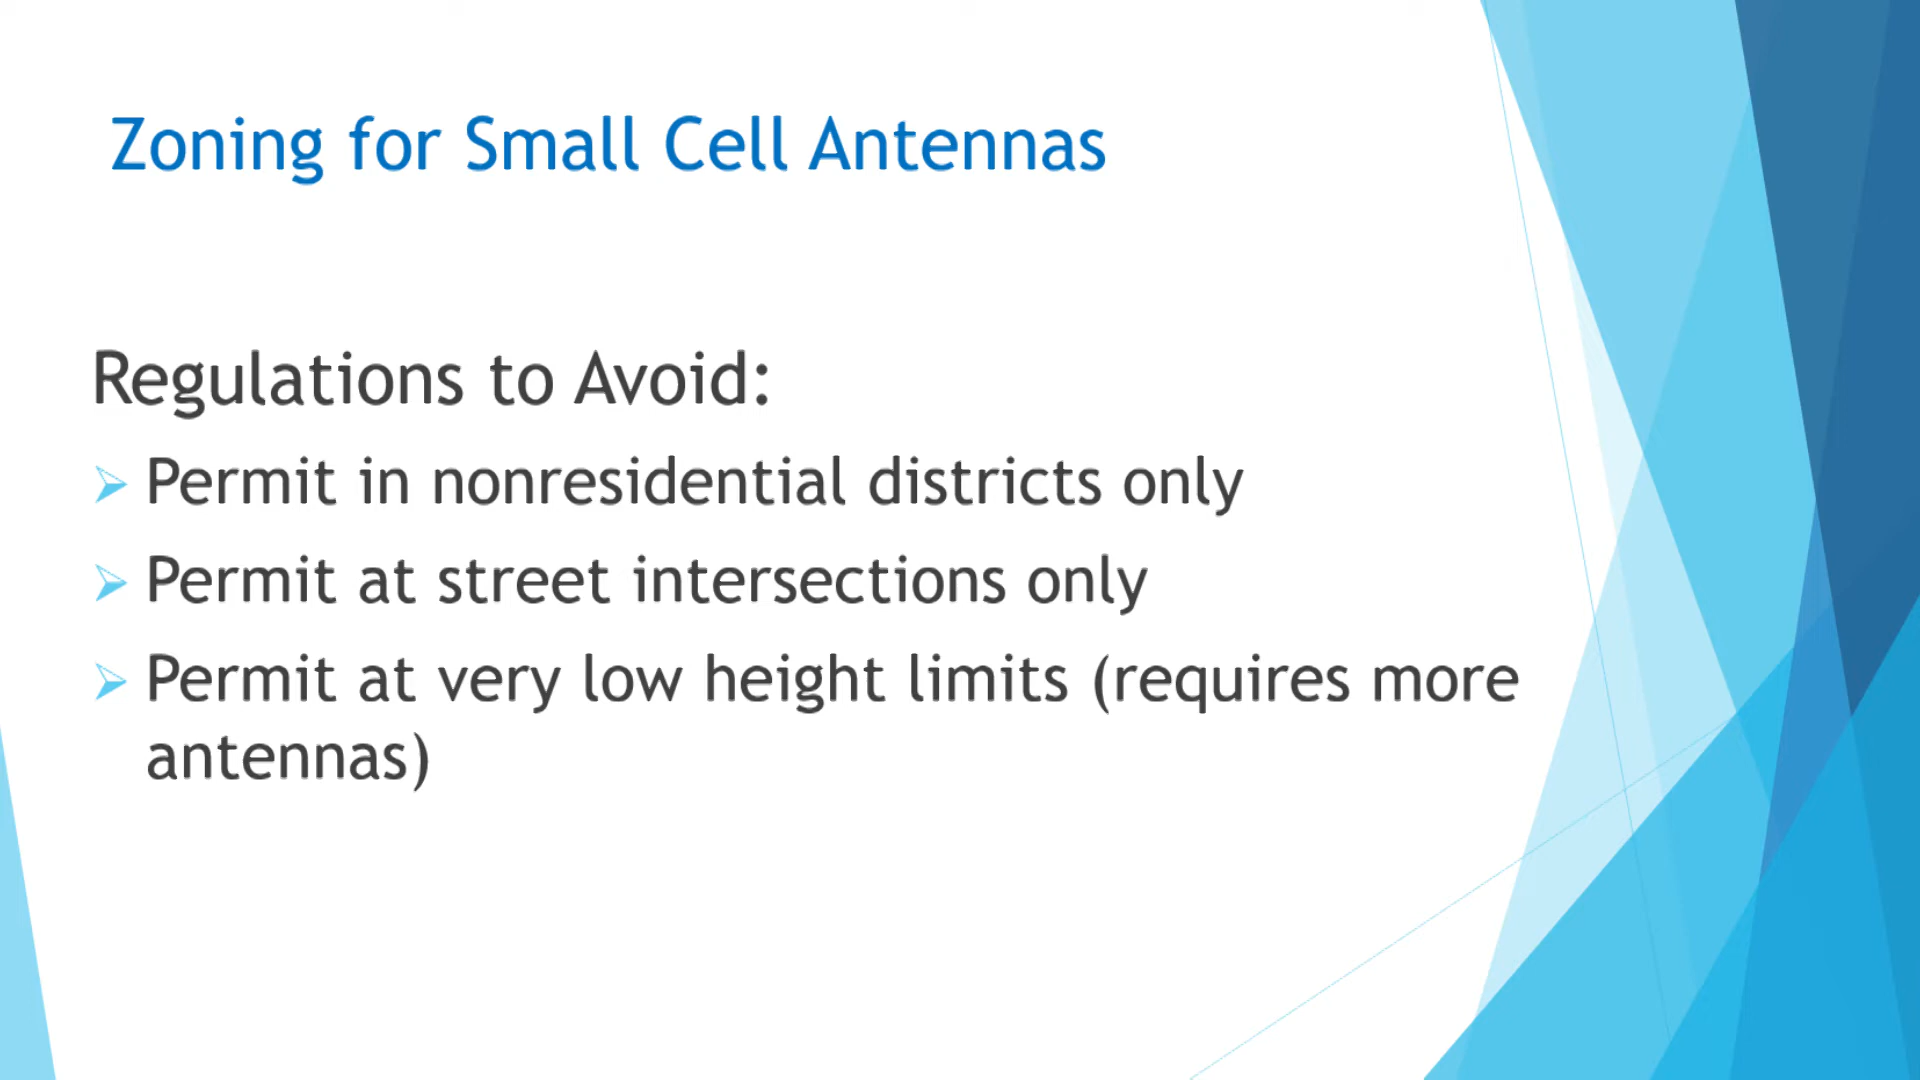 Zoning for Small Cell Antennas
Regulations to Avoid:
Permit in nonresidential districts only
Permit at street intersections only
Permit at very low height limits (requires more
antennas)